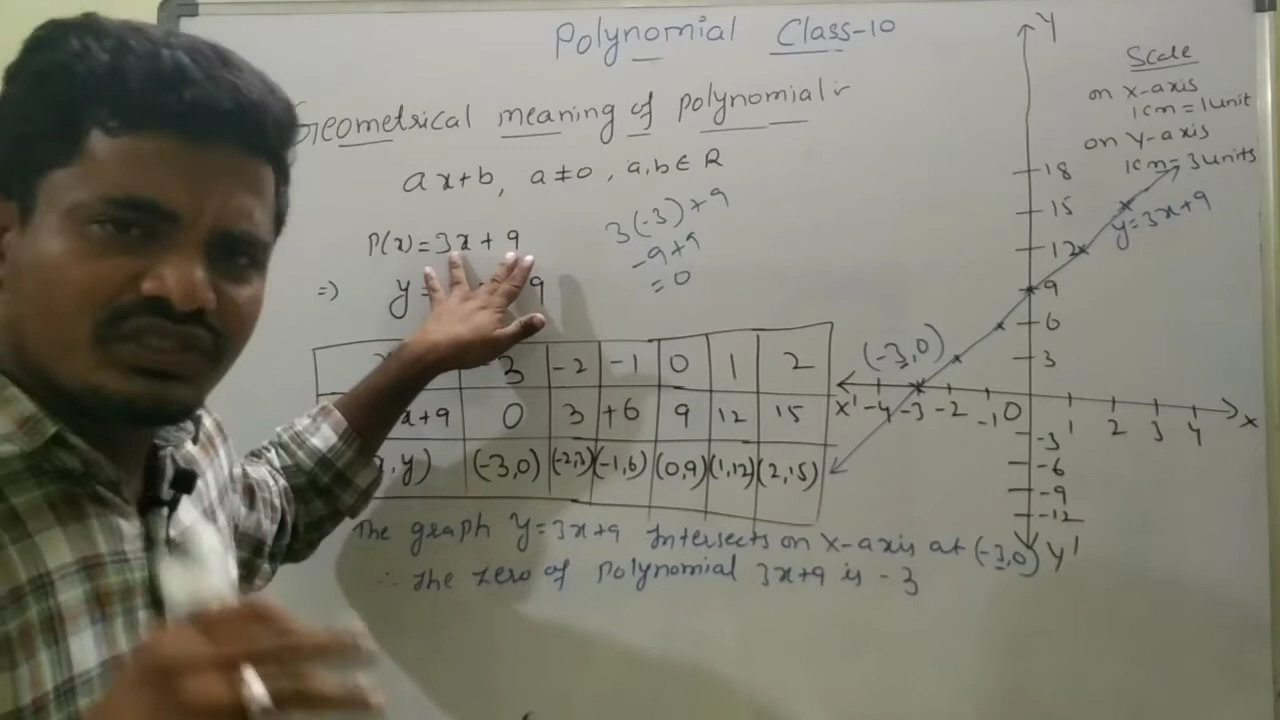 Polynomial Class-10
Geometrical meaning of polynomial:-
ax+b, a≠0, a,b∈R
P(x)=3x+9
3(-3)+9
-9+9
=0
=) y= 9
3 -2 -1 0 1 2
x+9 0 3 +6 9 12 15
,y) (-3,0) (-2,3) (-1,6) (0,9) (1,12) (2,15)
The graph y=3x+9 Intersects on x-axis at (-3,0)
∴ The zero of polynomial 3x+9 is -3
Y
Scale
on x-axis
1cm=1unit
on y-axis
1cm=3units
18
15
y=3x+9
12
9
6
3
(-3,0)
x' -4 -3 -2 -1 0 1 2 3 4 x
-3
-6
-9
-12
y'